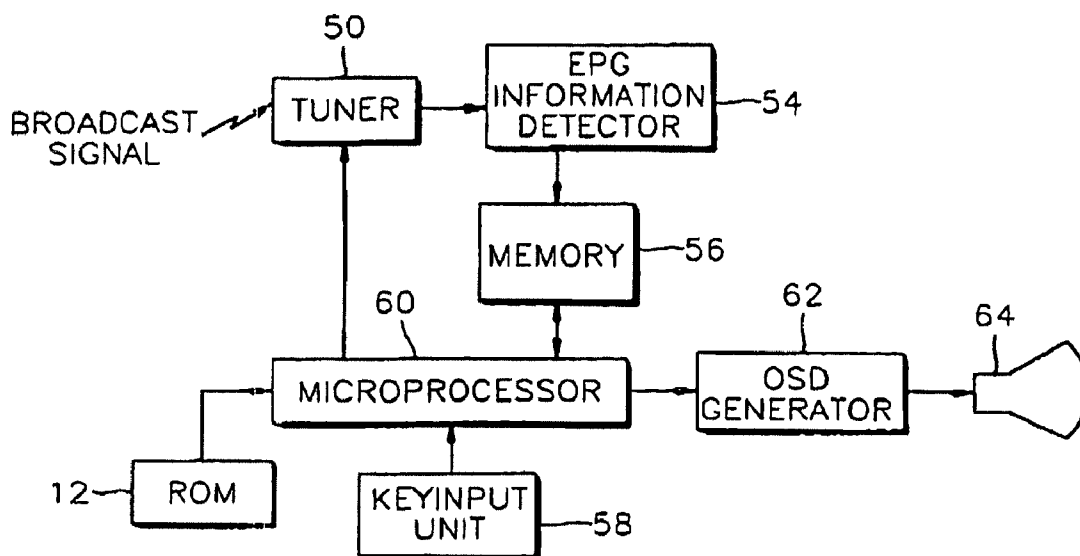 50
TUNER
BROADCAST
SIGNAL
EPG
INFORMATION
DETECTOR
54
MEMORY
56
60
MICROPROCESSOR
62
OSD
GENERATOR
64
12
ROM
KEYINPUT
UNIT
58